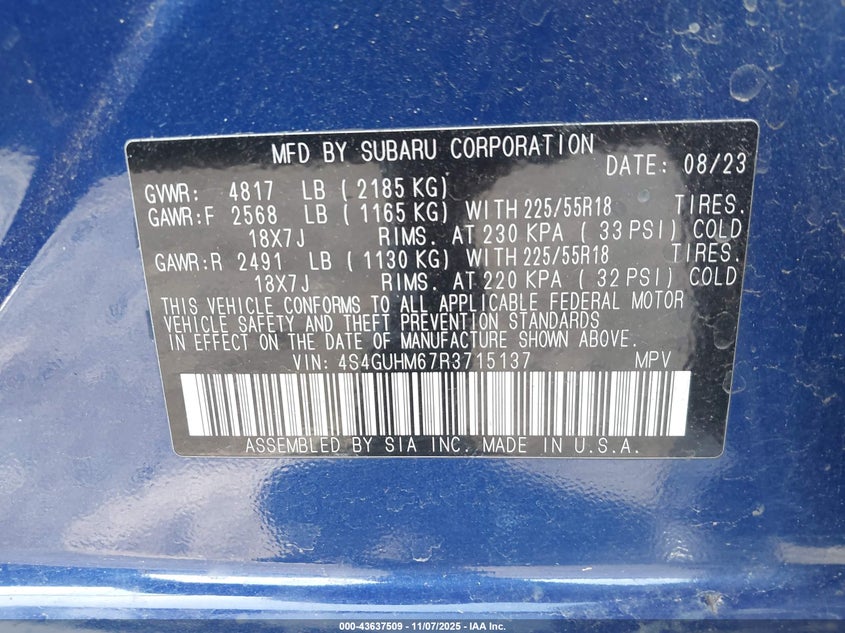 MFD BY SUBARU CORPORATION DATE: 08/23
GVWR: 4817 LB ( 2185 KG)
GAWR:F 2568 LB ( 1165 KG) WITH 225/55R18 TIRES.
18X7J RIMS. AT 230 KPA ( 33 PSI) COLD
GAWR:R 2491 LB ( 1130 KG) WITH 225/55R18 TIRES.
18X7J RIMS. AT 220 KPA ( 32 PSI) COLD
THIS VEHICLE CONFORMS TO ALL APPLICABLE FEDERAL MOTOR
VEHICLE SAFETY AND THEFT PREVENTION STANDARDS
IN EFFECT ON THE DATE OF MANUFACTURE SHOWN ABOVE.
VIN: 4S4GUHM67R3715137 MPV
ASSEMBLED BY SIA INC. MADE IN U.S.A.
000-43637509 - 11/07/2025 - IAA Inc.